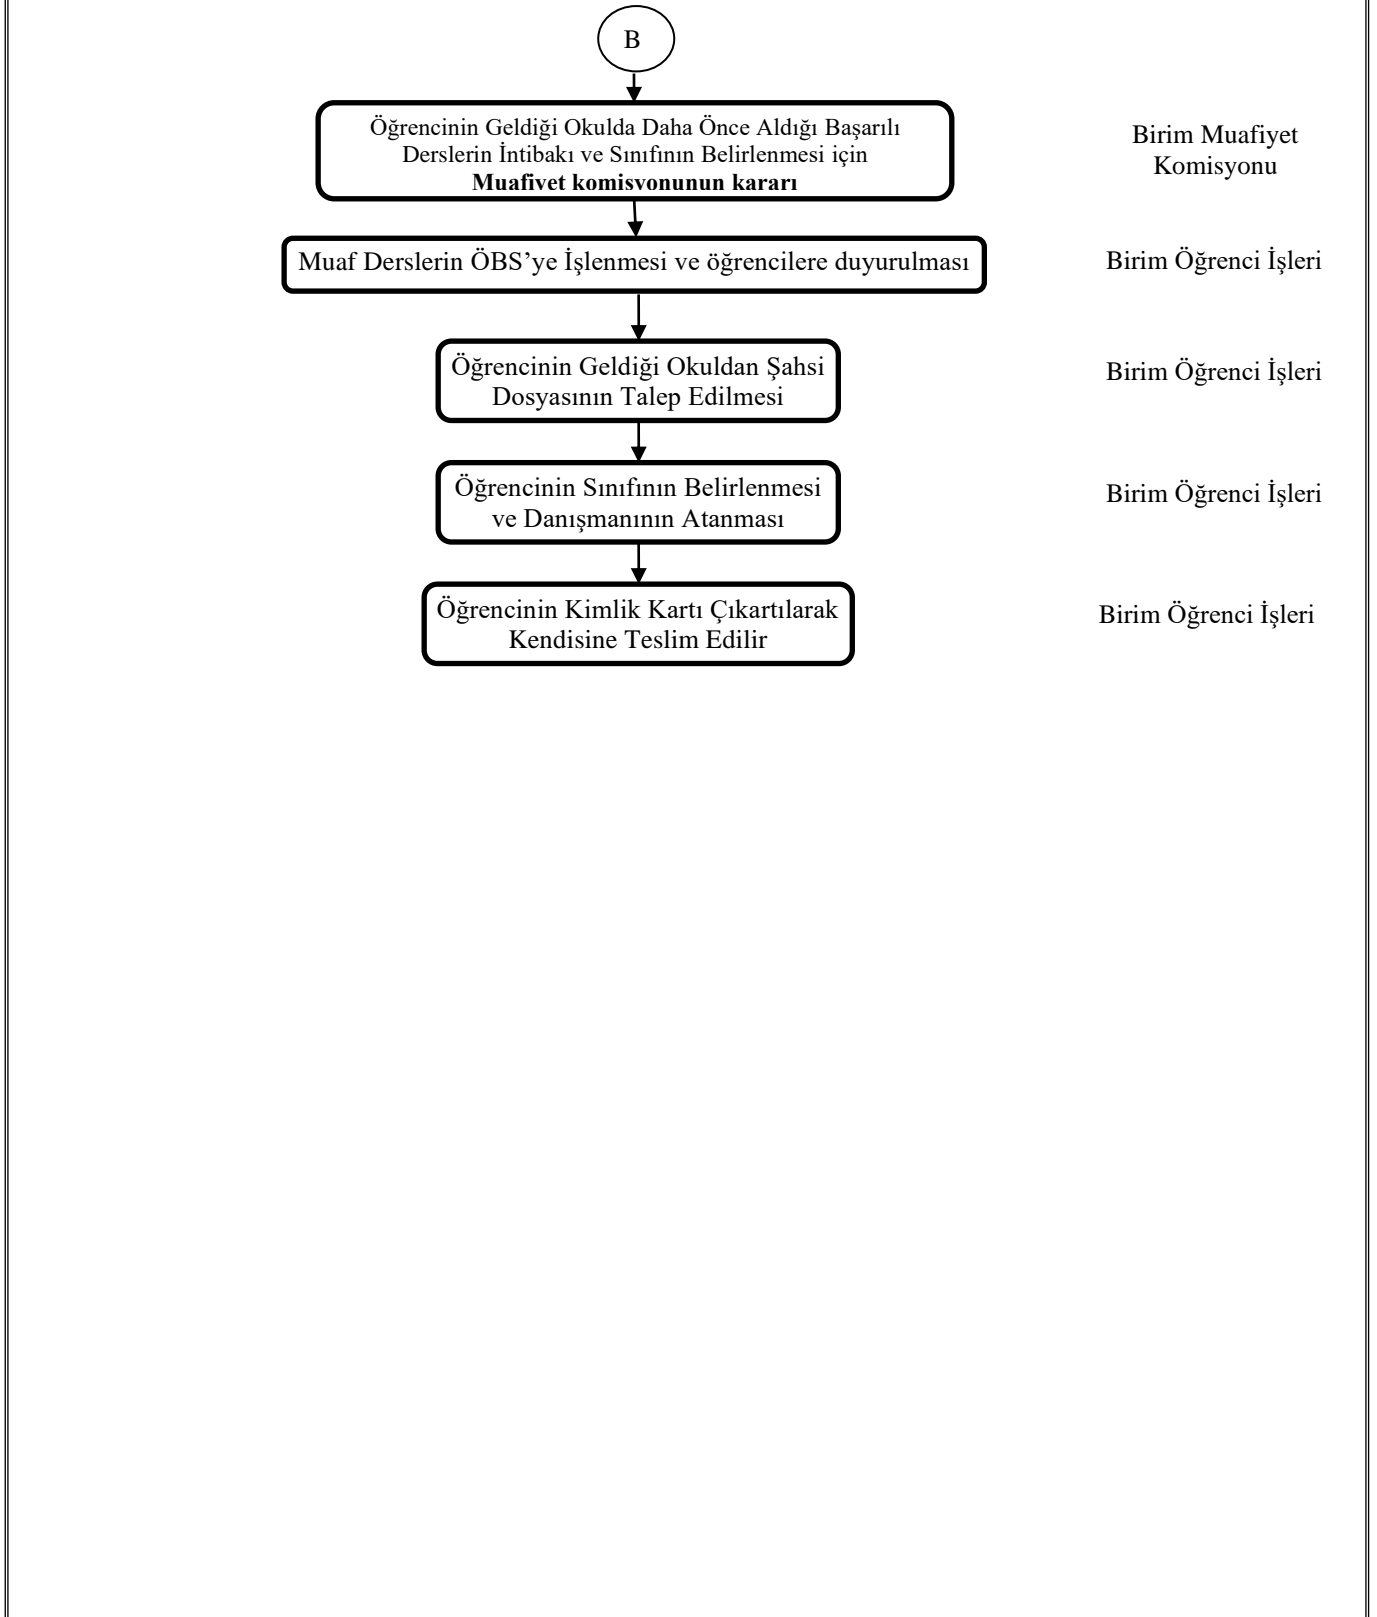 B
Öğrencinin Geldiği Okulda Daha Önce Aldığı Başarılı
Derslerin İntibakı ve Sınıfının Belirlenmesi için
Muafiyet komisyonunun kararı
Birim Muafiyet
Komisyonu
Muaf Derslerin ÖBS’ye İşlenmesi ve öğrencilere duyurulması
Birim Öğrenci İşleri
Öğrencinin Geldiği Okuldan Şahsi
Dosyasının Talep Edilmesi
Birim Öğrenci İşleri
Öğrencinin Sınıfının Belirlenmesi
ve Danışmanının Atanması
Birim Öğrenci İşleri
Öğrencinin Kimlik Kartı Çıkartılarak
Kendisine Teslim Edilir
Birim Öğrenci İşleri